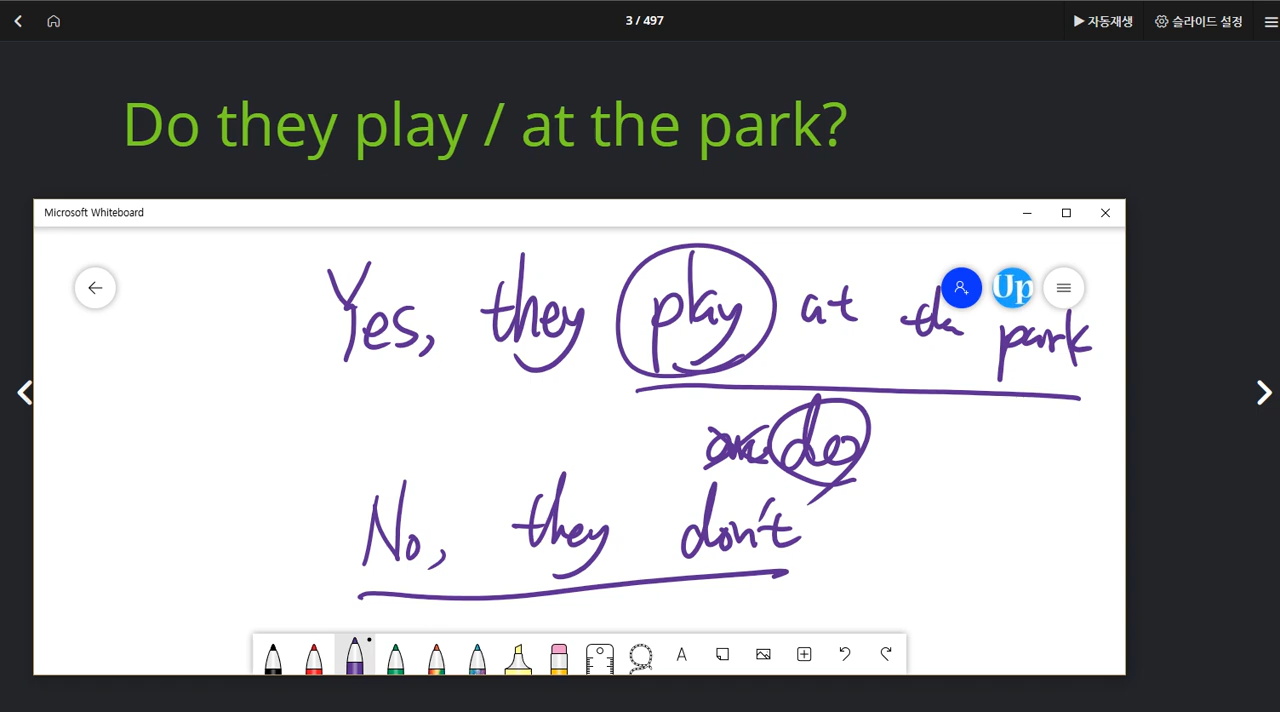 3 / 497
자동재생
슬라이드 설정
Do they play / at the park?
Microsoft Whiteboard
Up
Yes, they play at the park
do
No, they don't
A